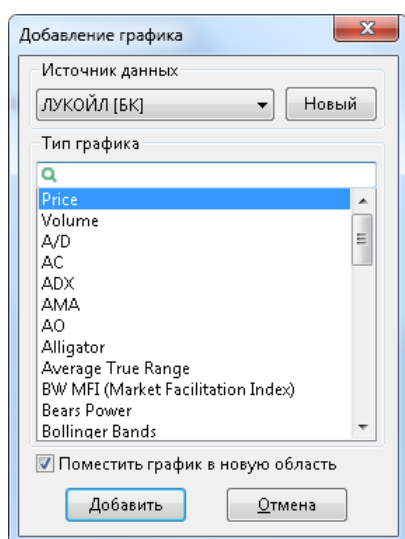 Добавление графика
Источник данных
ЛУКОЙЛ [БК]
Новый
Тип графика
Price
Volume
A/D
AC
ADX
AMA
AO
Alligator
Average True Range
BW MFI (Market Facilitation Index)
Bears Power
Bollinger Bands
Поместить график в новую область
Добавить
Отмена